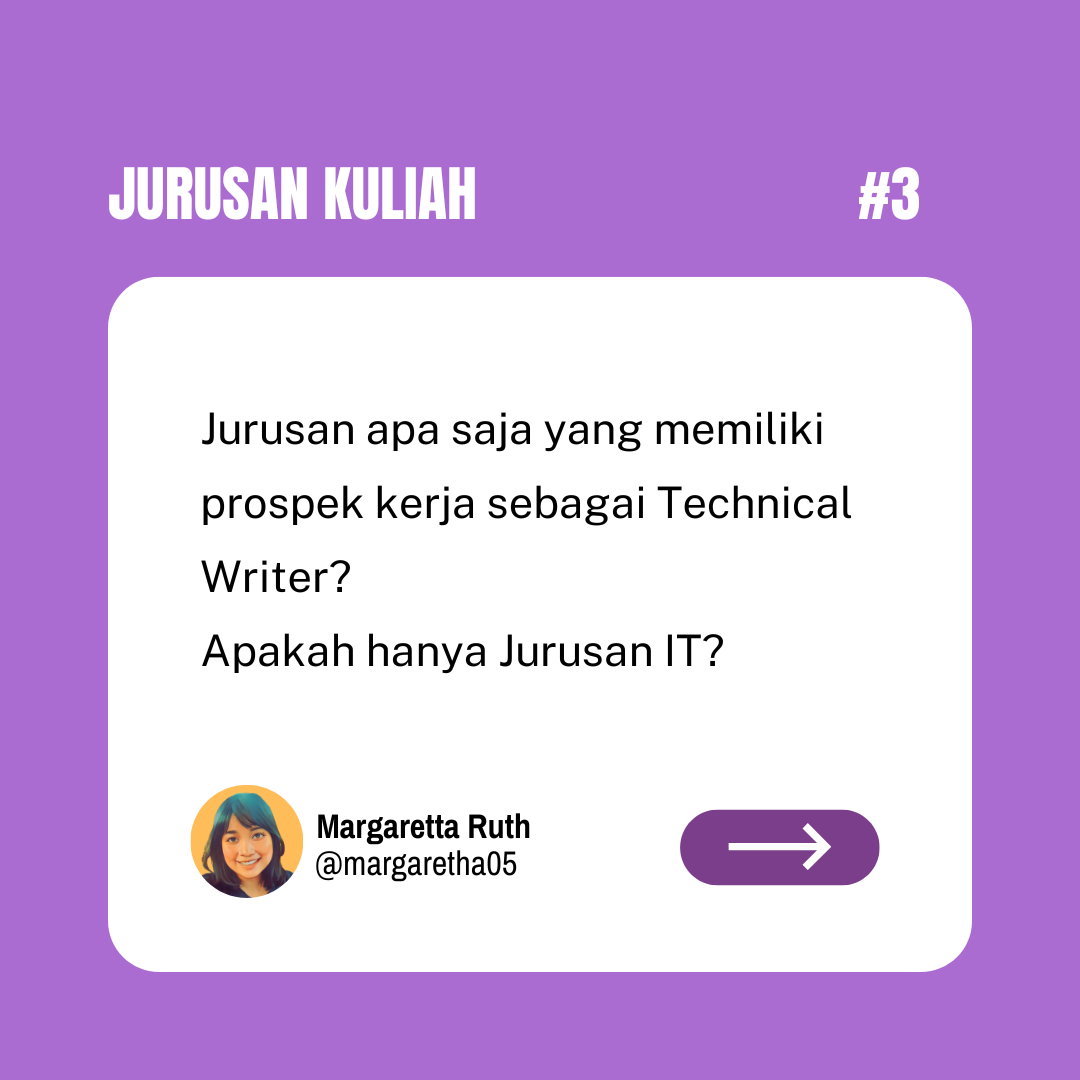 JURUSAN KULIAH
#3
Jurusan apa saja yang memiliki
prospek kerja sebagai Technical
Writer?
Apakah hanya Jurusan IT?
Margaretta Ruth
@margaretha05